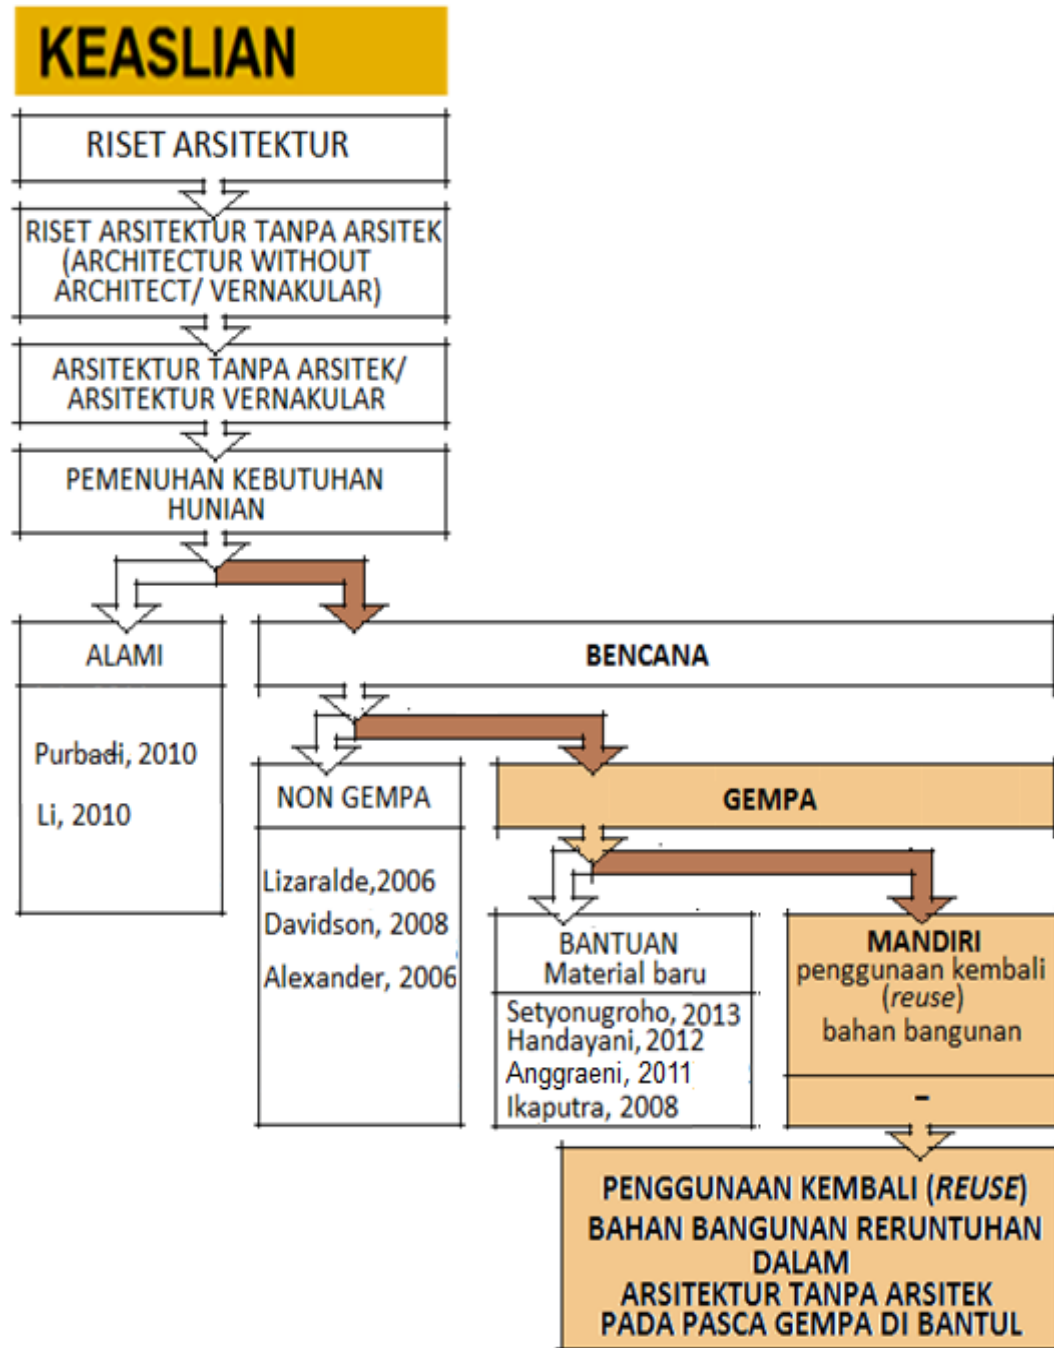 KEASLIAN
RISET ARSITEKTUR
RISET ARSITEKTUR TANPA ARSITEK
(ARCHITECTUR WITHOUT
ARCHITECT/ VERNAKULAR)
ARSITEKTUR TANPA ARSITEK/
ARSITEKTUR VERNAKULAR
PEMENUHAN KEBUTUHAN
HUNIAN
ALAMI
Purbadi, 2010
Li, 2010
BENCANA
NON GEMPA
Lizaralde,2006
Davidson, 2008
Alexander, 2006
GEMPA
BANTUAN
Material baru
Setyonugroho, 2013
Handayani, 2012
Anggraeni, 2011
Ikaputra, 2008
MANDIRI
penggunaan kembali
(reuse)
bahan bangunan
–
PENGGUNAAN KEMBALI (REUSE)
BAHAN BANGUNAN RERUNTUHAN
DALAM
ARSITEKTUR TANPA ARSITEK
PADA PASCA GEMPA DI BANTUL